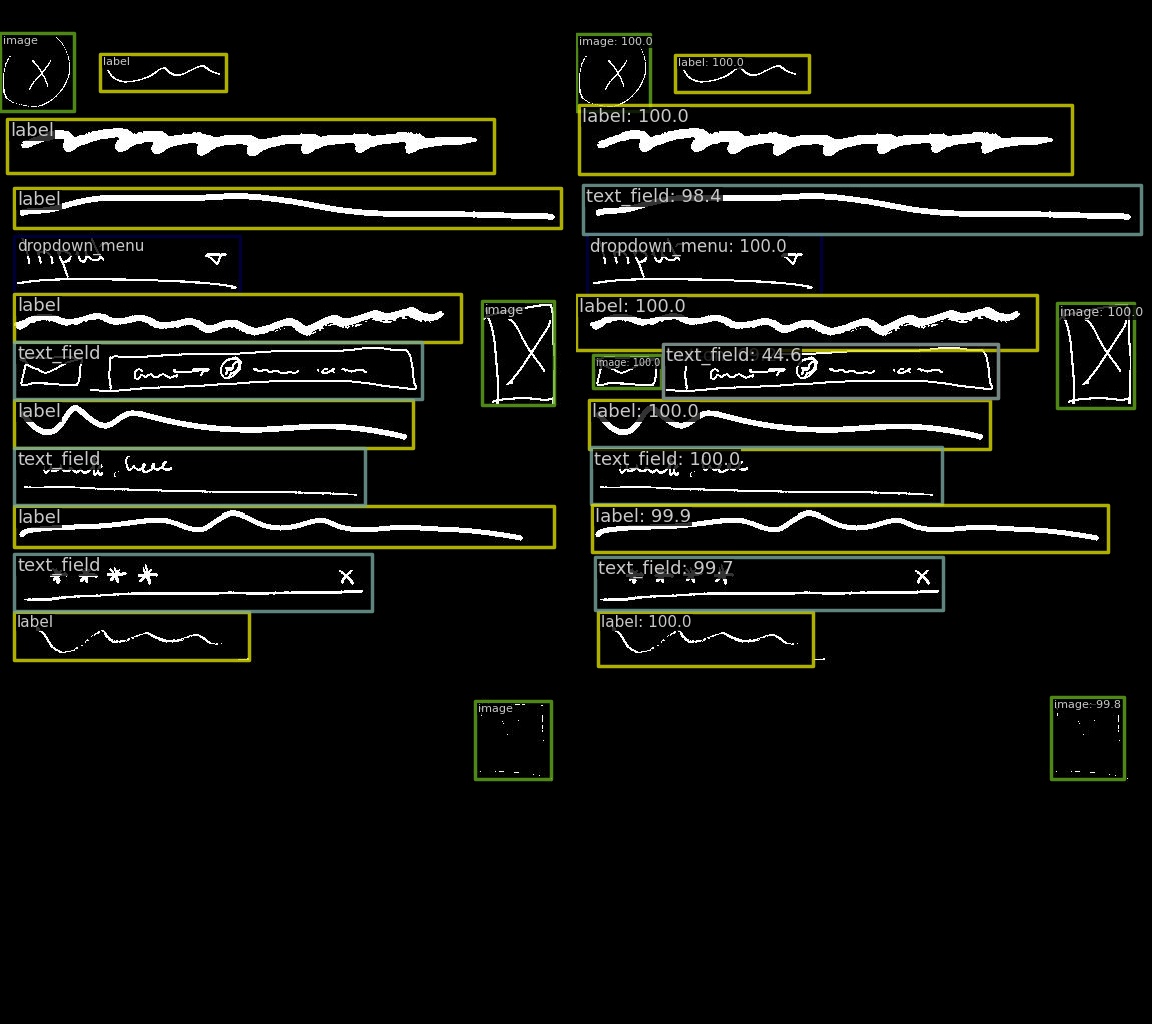 image image: 100.0
label label: 100.0
label label: 100.0
label text_field: 98.4
dropdown_menu dropdown_menu: 100.0
label label: 100.0
image image: 100.0
text_field image: 100.0 text_field: 44.6
label label: 100.0
text_field text_field: 100.0
here
label label: 99.9
text_field text_field: 99.7
* * * * x x
label label: 100.0
image image: 99.8